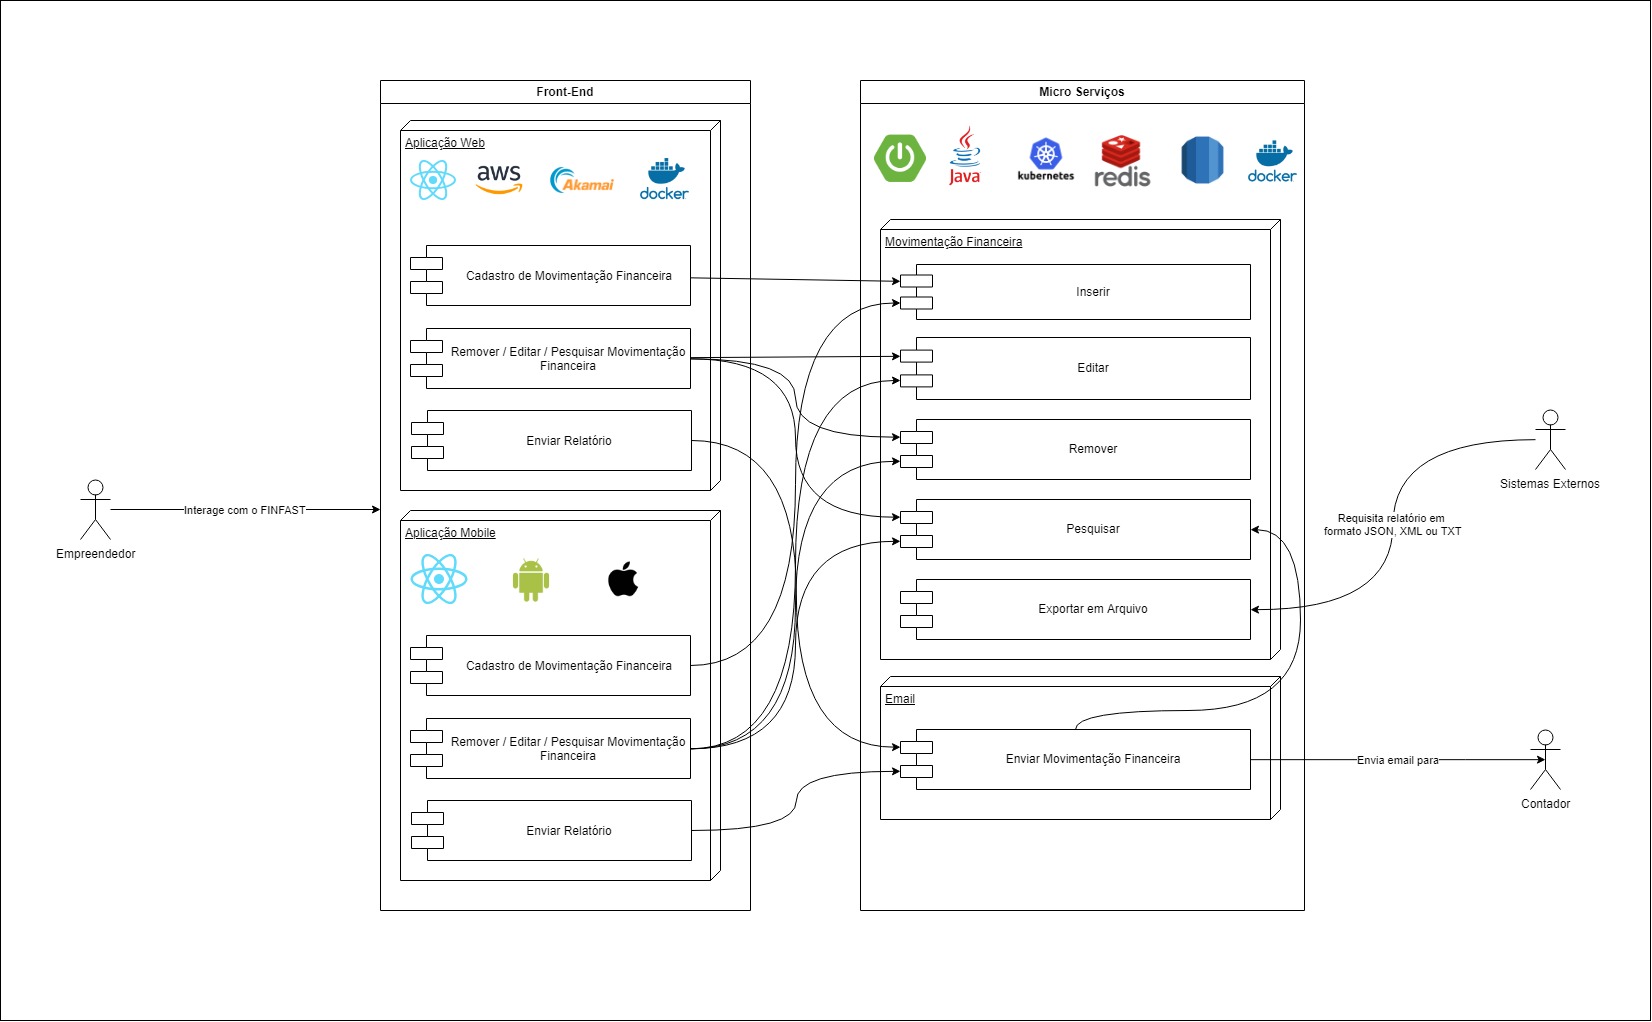 Front-End
Aplicação Web
aws
Akamai
docker
Cadastro de Movimentação Financeira
Remover / Editar / Pesquisar Movimentação
Financeira
Enviar Relatório
Aplicação Mobile
Cadastro de Movimentação Financeira
Remover / Editar / Pesquisar Movimentação
Financeira
Enviar Relatório
Empreendedor
Interage com o FINFAST
Micro Serviços
Java
kubernetes
redis
docker
Movimentação Financeira
Inserir
Editar
Remover
Pesquisar
Exportar em Arquivo
Email
Enviar Movimentação Financeira
Sistemas Externos
Requisita relatório em
formato JSON, XML ou TXT
Envia email para
Contador